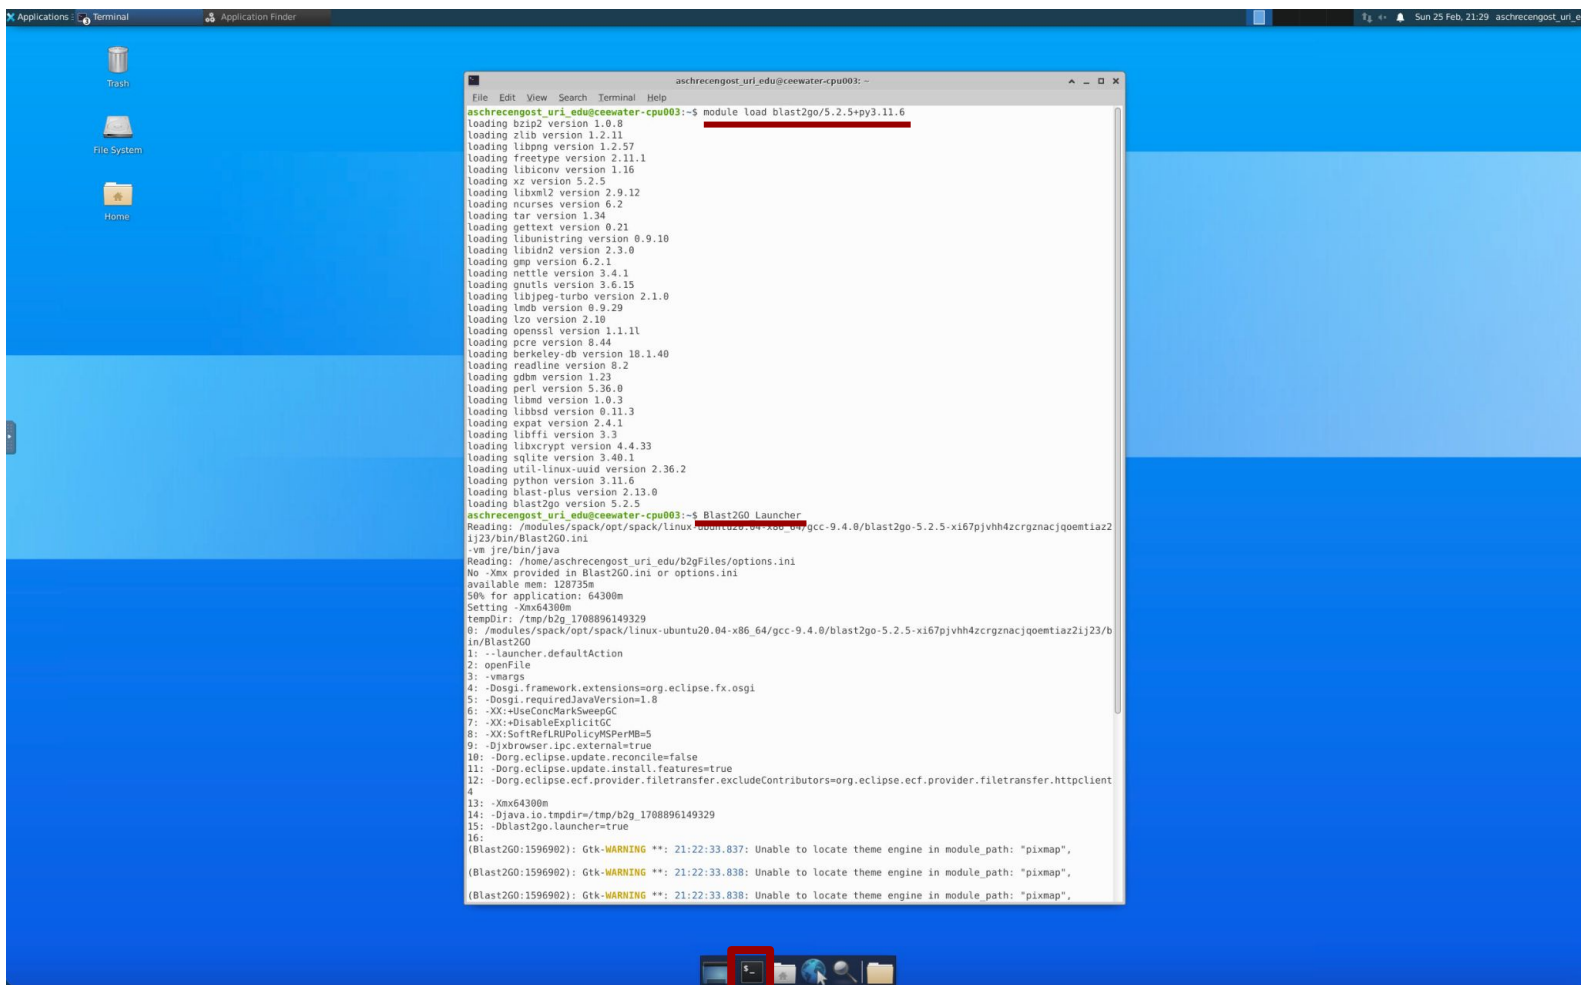 Applications Terminal Application Finder Sun 25 Feb, 21:29 aschrecengost_uri_e
3
Trash
File System
Home
aschrecengost_uri_edu@ceewater-cpu003: ~
File Edit View Search Terminal Help
aschrecengost_uri_edu@ceewater-cpu003:~$ module load blast2go/5.2.5+py3.11.6
loading bzip2 version 1.0.8
loading zlib version 1.2.11
loading libpng version 1.2.57
loading freetype version 2.11.1
loading libiconv version 1.16
loading xz version 5.2.5
loading libxml2 version 2.9.12
loading ncurses version 6.2
loading tar version 1.34
loading gettext version 0.21
loading libunistring version 0.9.10
loading libidn2 version 2.3.0
loading gmp version 6.2.1
loading nettle version 3.4.1
loading gnutls version 3.6.15
loading libjpeg-turbo version 2.1.0
loading lmdb version 0.9.29
loading lzo version 2.10
loading openssl version 1.1.1l
loading pcre version 8.44
loading berkeley-db version 18.1.40
loading readline version 8.2
loading gdbm version 1.23
loading perl version 5.36.0
loading libmd version 1.0.3
loading libbsd version 0.11.3
loading expat version 2.4.1
loading libffi version 3.3
loading libxcrypt version 4.4.33
loading sqlite version 3.40.1
loading util-linux-uuid version 2.36.2
loading python version 3.11.6
loading blast-plus version 2.13.0
loading blast2go version 5.2.5
aschrecengost_uri_edu@ceewater-cpu003:~$ Blast2GO Launcher
Reading: /modules/spack/opt/spack/linux-ubuntu20.04-x86_64/gcc-9.4.0/blast2go-5.2.5-xi67pjvhh4zcrgznacjqoemtiaz2
ij23/bin/Blast2GO.ini
-vm jre/bin/java
Reading: /home/aschrecengost_uri_edu/b2gFiles/options.ini
No -Xmx provided in Blast2GO.ini or options.ini
available mem: 128735m
50% for application: 64300m
Setting -Xmx64300m
tempDir: /tmp/b2g_1708896149329
0: /modules/spack/opt/spack/linux-ubuntu20.04-x86_64/gcc-9.4.0/blast2go-5.2.5-xi67pjvhh4zcrgznacjqoemtiaz2ij23/b
in/Blast2GO
1: --launcher.defaultAction
2: openFile
3: -vmargs
4: -Dosgi.framework.extensions=org.eclipse.fx.osgi
5: -Dosgi.requiredJavaVersion=1.8
6: -XX:+UseConcMarkSweepGC
7: -XX:+DisableExplicitGC
8: -XX:SoftRefLRUPolicyMSPerMB=5
9: -Djxbrowser.ipc.external=true
10: -Dorg.eclipse.update.reconcile=false
11: -Dorg.eclipse.update.install.features=true
12: -Dorg.eclipse.ecf.provider.filetransfer.excludeContributors=org.eclipse.ecf.provider.filetransfer.httpclient
4
13: -Xmx64300m
14: -Djava.io.tmpdir=/tmp/b2g_1708896149329
15: -Dblast2go.launcher=true
16:
(Blast2GO:1596902): Gtk-WARNING **: 21:22:33.837: Unable to locate theme engine in module_path: "pixmap",
(Blast2GO:1596902): Gtk-WARNING **: 21:22:33.838: Unable to locate theme engine in module_path: "pixmap",
(Blast2GO:1596902): Gtk-WARNING **: 21:22:33.838: Unable to locate theme engine in module_path: "pixmap",
$_